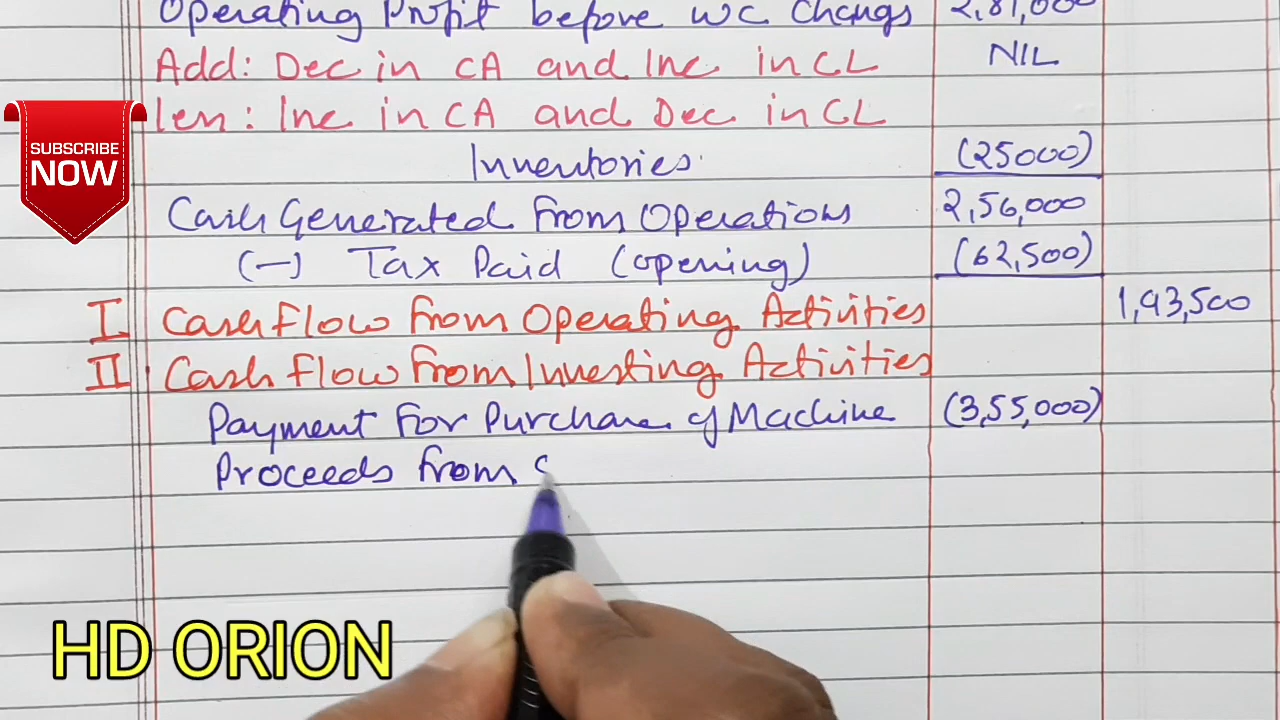 Operating Profit before WC Changs 2,81,000
Add: Dec in CA and Inc in CL NIL
Less: Inc in CA and Dec in CL
SUBSCRIBE
NOW
Inventories (25000)
Cash Generated from Operations 2,56,000
(-) Tax Paid (opening) (62,500)
I Cash flow from Operating Activities 1,93,500
II Cash flow from Investing Activities
Payment for Purchase of Machine (3,55,000)
Proceeds from S
HD ORION